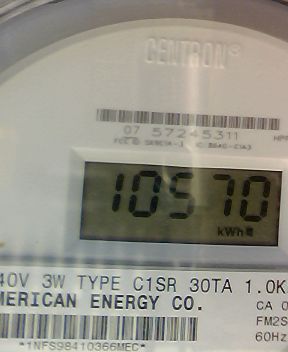 CENTRON®
07 57245311
10570
kWh
40V 3W TYPE C1SR 30TA 1.0K
MERICAN ENERGY CO.
CA 0
FM2S
60Hz
*1NFS98410366MEC*